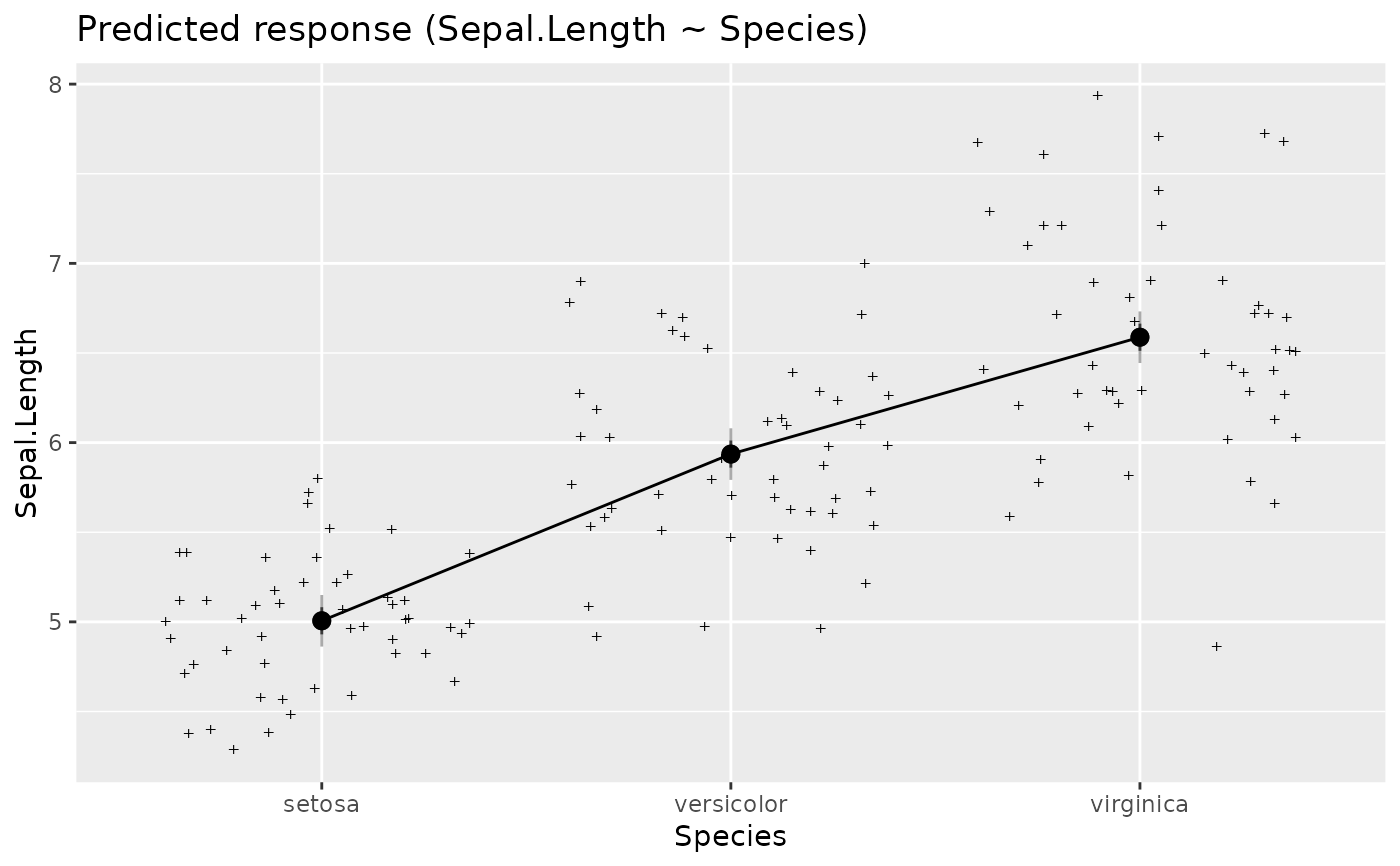 Predicted response (Sepal.Length ~ Species)
8
7
6
5
Sepal.Length
setosa
versicolor
virginica
Species